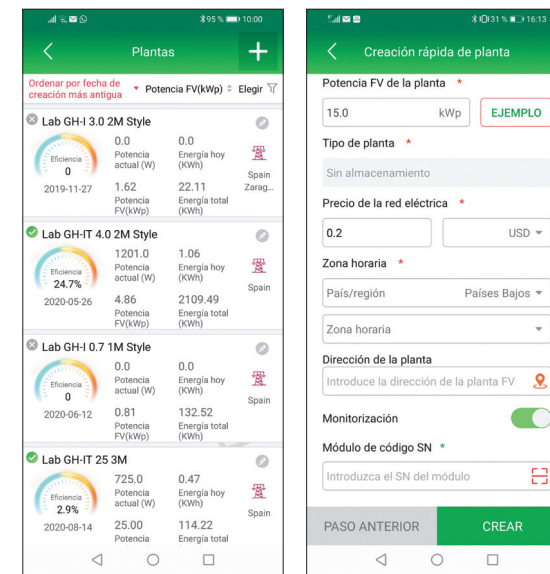 95 % 10:00
Plantas
+
Ordenar por fecha de
creación más antigua
Potencia FV(kWp)
Elegir
Lab GH-I 3.0 2M Style
Eficiencia
0
2019-11-27
0.0
Potencia
actual (W)
0.0
Energía hoy
(KWh)
1.62
Potencia
FV(kWp)
22.11
Energía total
(KWh)
Spain
Zarag...
Lab GH-IT 4.0 2M Style
Eficiencia
24.7%
2020-05-26
1201.0
Potencia
actual (W)
1.06
Energía hoy
(KWh)
4.86
Potencia
FV(kWp)
2109.49
Energía total
(KWh)
Spain
Lab GH-I 0.7 1M Style
Eficiencia
0
2020-06-12
0.0
Potencia
actual (W)
0.0
Energía hoy
(KWh)
0.81
Potencia
FV(kWp)
132.52
Energía total
(KWh)
Spain
Lab GH-IT 25 3M
Eficiencia
2.9%
2020-08-14
725.0
Potencia
actual (W)
0.47
Energía hoy
(KWh)
25.00
Potencia
114.22
Energía total
Spain
31 % 16:13
Creación rápida de planta
Potencia FV de la planta *
15.0 kWp
EJEMPLO
Tipo de planta *
Sin almacenamiento
Precio de la red eléctrica *
0.2
USD
Zona horaria *
País/región Países Bajos
Zona horaria
Dirección de la planta
Introduce la dirección de la planta FV
Monitorización
Módulo de código SN *
Introduzca el SN del módulo
PASO ANTERIOR
CREAR